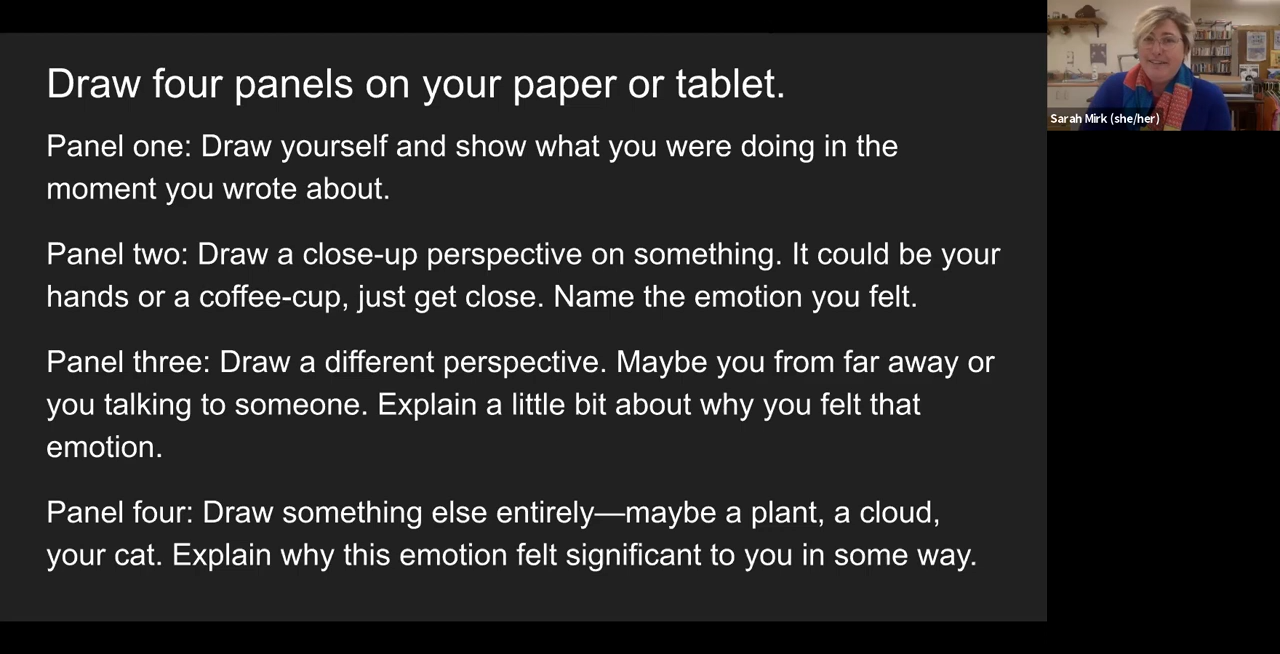 Draw four panels on your paper or tablet.
Panel one: Draw yourself and show what you were doing in the
moment you wrote about.
Panel two: Draw a close-up perspective on something. It could be your
hands or a coffee-cup, just get close. Name the emotion you felt.
Panel three: Draw a different perspective. Maybe you from far away or
you talking to someone. Explain a little bit about why you felt that
emotion.
Panel four: Draw something else entirely—maybe a plant, a cloud,
your cat. Explain why this emotion felt significant to you in some way.
Sarah Mirk (she/her)